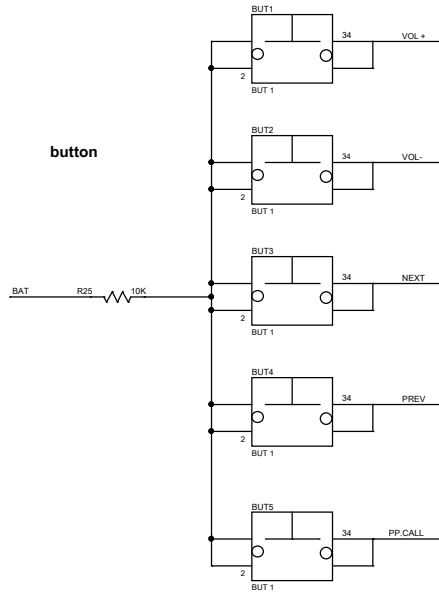 BUT1
34
VOL +
2
BUT 1
button
BUT2
34
VOL-
2
BUT 1
BUT3
34
NEXT
BAT
R25
10K
2
BUT 1
BUT4
34
PREV
2
BUT 1
BUT5
34
PP.CALL
2
BUT 1